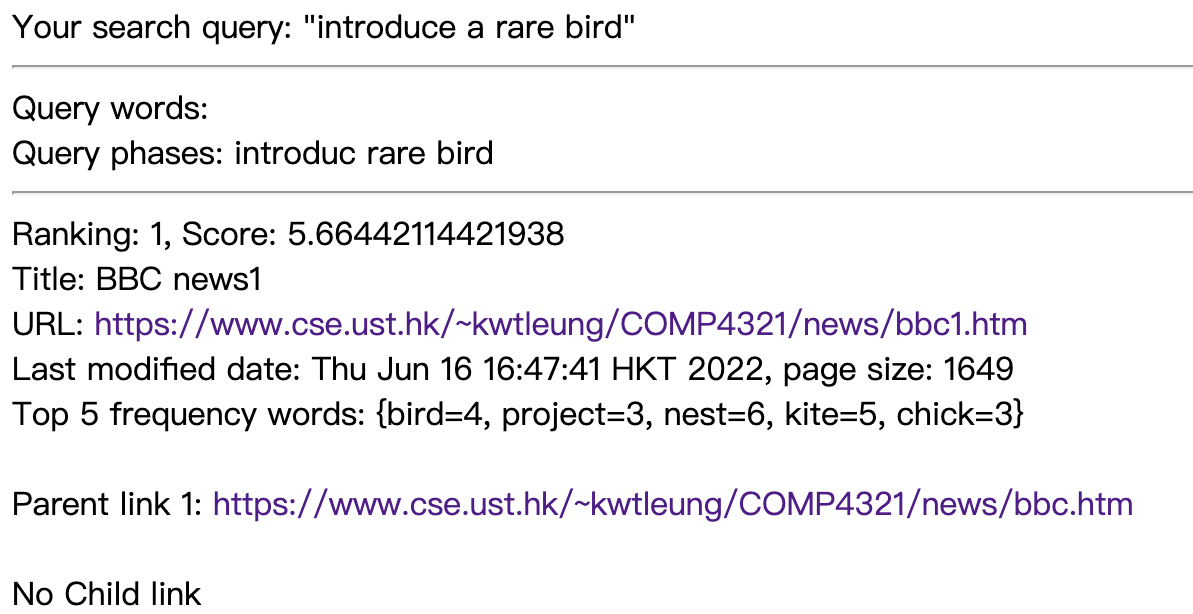 Your search query: "introduce a rare bird"
Query words:
Query phases: introduc rare bird
Ranking: 1, Score: 5.66442114421938
Title: BBC news1
URL: https://www.cse.ust.hk/~kwtleung/COMP4321/news/bbc1.htm
Last modified date: Thu Jun 16 16:47:41 HKT 2022, page size: 1649
Top 5 frequency words: {bird=4, project=3, nest=6, kite=5, chick=3}
Parent link 1: https://www.cse.ust.hk/~kwtleung/COMP4321/news/bbc.htm
No Child link